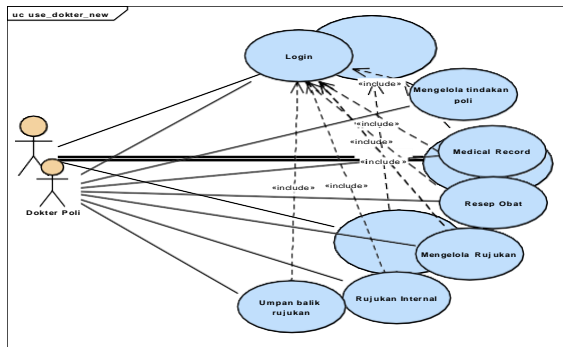 uc use_dokter_new
Login
«include»
Mengelola tindakan
poli
«include»
Medical Record
«include»
«include»
«include»
Resep Obat
Dokter Poli
Mengelola Rujukan
Umpan balik
rujukan
Rujukan Internal